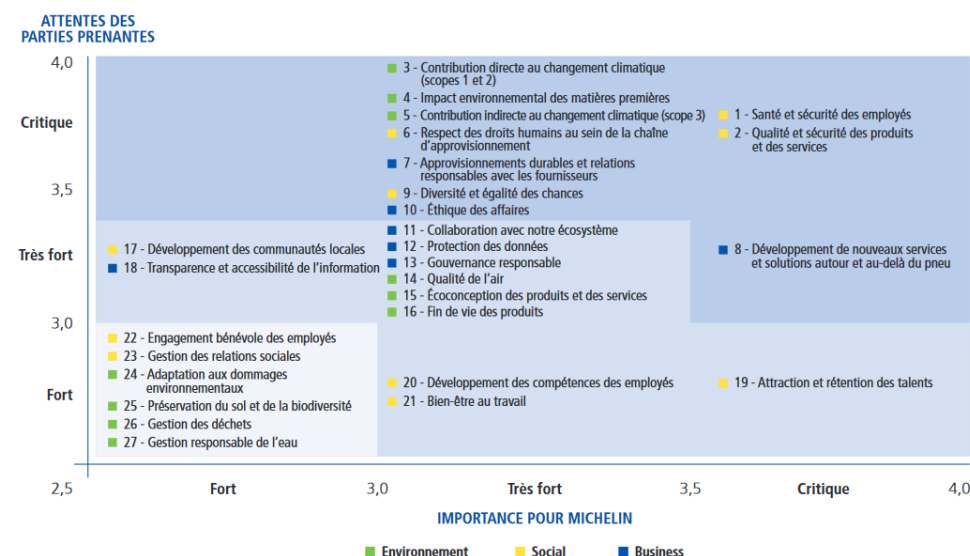 ATTENTES DES
PARTIES PRENANTES
4,0
Critique
3,5
Très fort
3,0
Fort
2,5
3 - Contribution directe au changement climatique
(scopes 1 et 2)
4 - Impact environnemental des matières premières
5 - Contribution indirecte au changement climatique (scope 3)
6 - Respect des droits humains au sein de la chaîne
d'approvisionnement
7 - Approvisionnements durables et relations
responsables avec les fournisseurs
9 - Diversité et égalité des chances
10 - Éthique des affaires
1 - Santé et sécurité des employés
2 - Qualité et sécurité des produits
et des services
17 - Développement des communautés locales
18 - Transparence et accessibilité de l'information
11 - Collaboration avec notre écosystème
12 - Protection des données
13 - Gouvernance responsable
14 - Qualité de l'air
15 - Écoconception des produits et des services
16 - Fin de vie des produits
8 - Développement de nouveaux services
et solutions autour et au-delà du pneu
22 - Engagement bénévole des employés
23 - Gestion des relations sociales
24 - Adaptation aux dommages
environnementaux
25 - Préservation du sol et de la biodiversité
26 - Gestion des déchets
27 - Gestion responsable de l'eau
20 - Développement des compétences des employés
21 - Bien-être au travail
19 - Attraction et rétention des talents
Fort
3,0
Très fort
3,5
Critique
4,0
IMPORTANCE POUR MICHELIN
Environnement
Social
Business